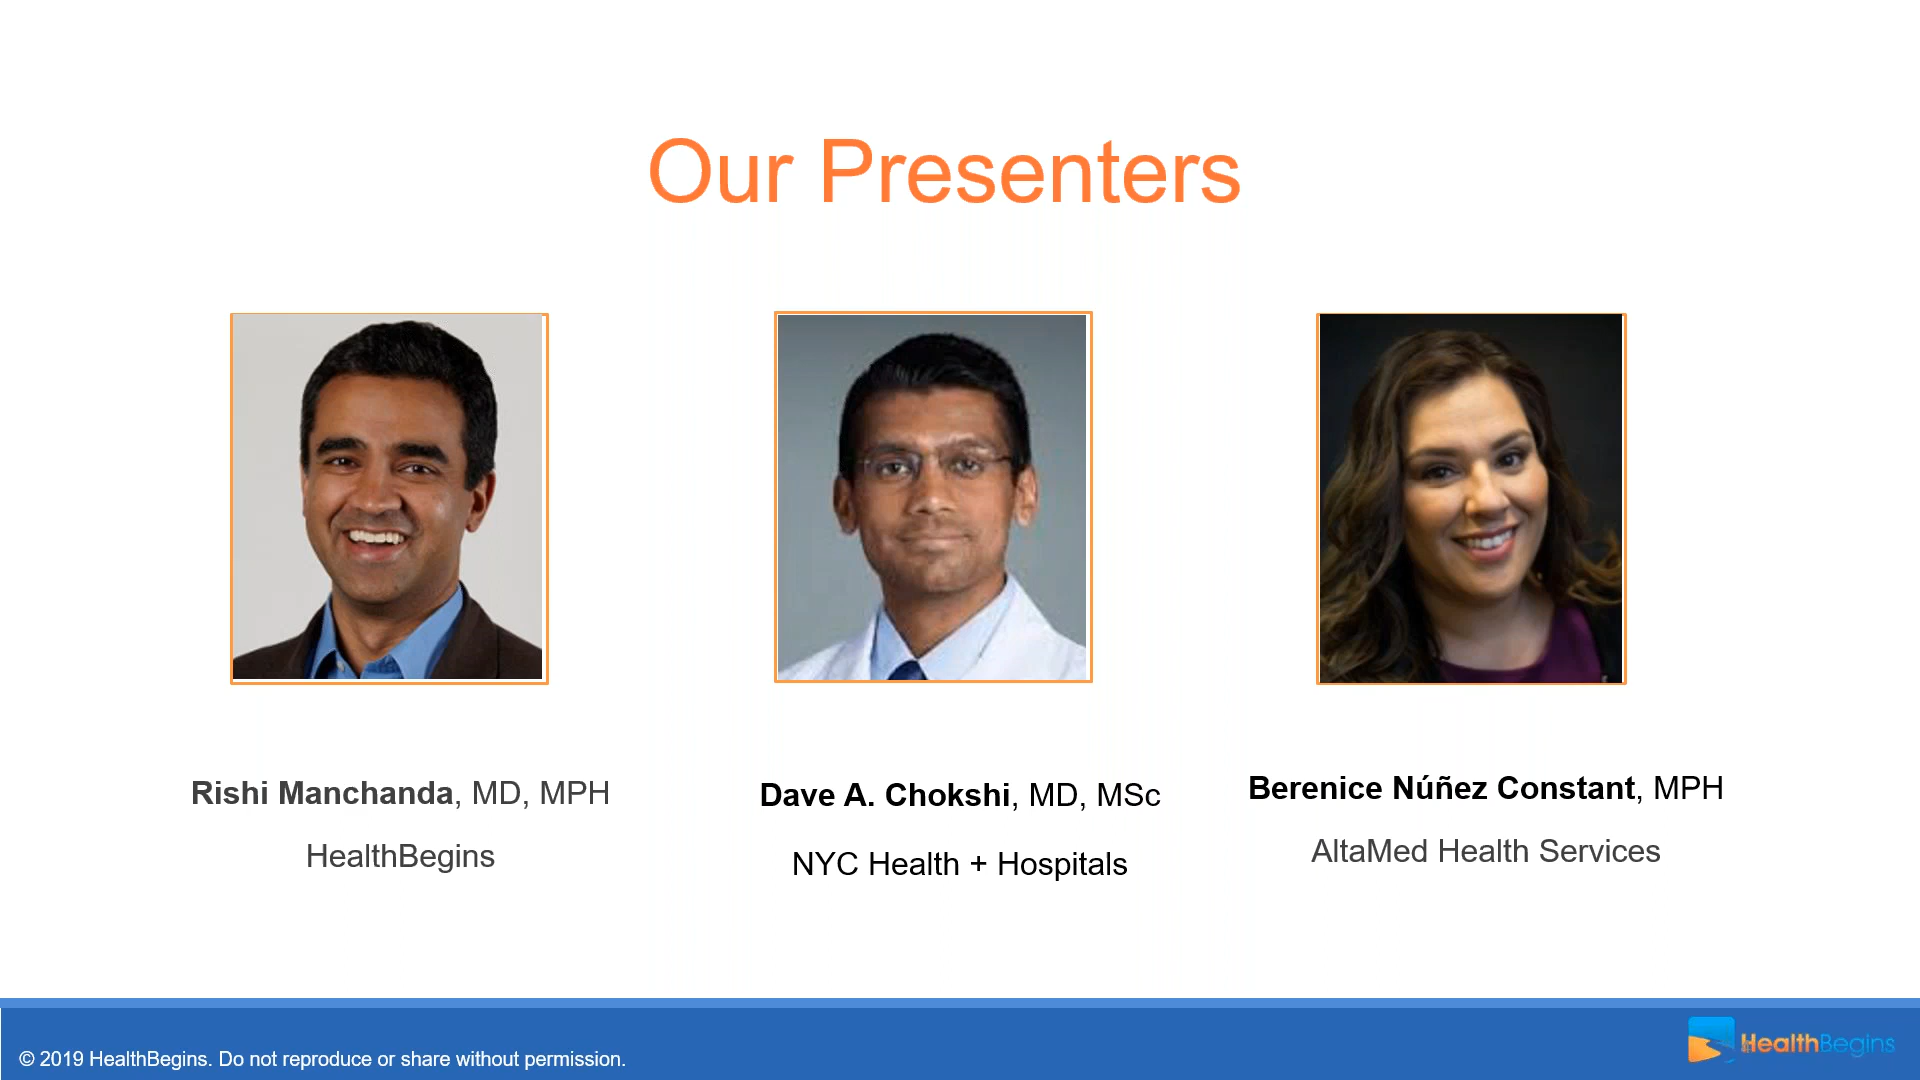 Our Presenters
Rishi Manchanda, MD, MPH
HealthBegins
Dave A. Chokshi, MD, MSc
NYC Health + Hospitals
Berenice Núñez Constant, MPH
AltaMed Health Services
© 2019 HealthBegins. Do not reproduce or share without permission.
HealthBegins